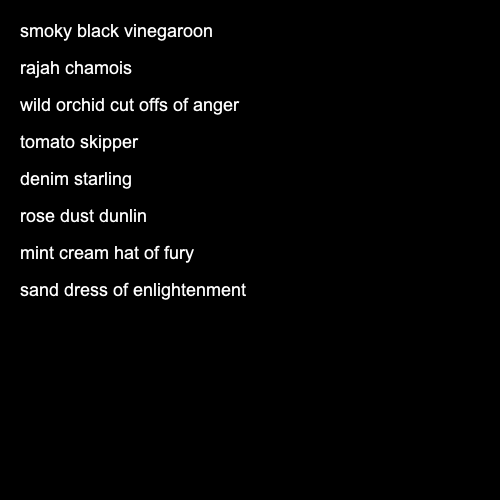 smoky black vinegaroon
rajah chamois
wild orchid cut offs of anger
tomato skipper
denim starling
rose dust dunlin
mint cream hat of fury
sand dress of enlightenment